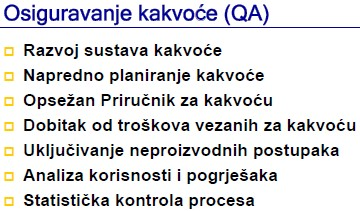 Osiguravanje kakvoće (QA)
Razvoj sustava kakvoće
Napredno planiranje kakvoće
Opsežan Priručnik za kakvoću
Dobitak od troškova vezanih za kakvoću
Uključivanje neproizvodnih postupaka
Analiza korisnosti i pogrješaka
Statistička kontrola procesa